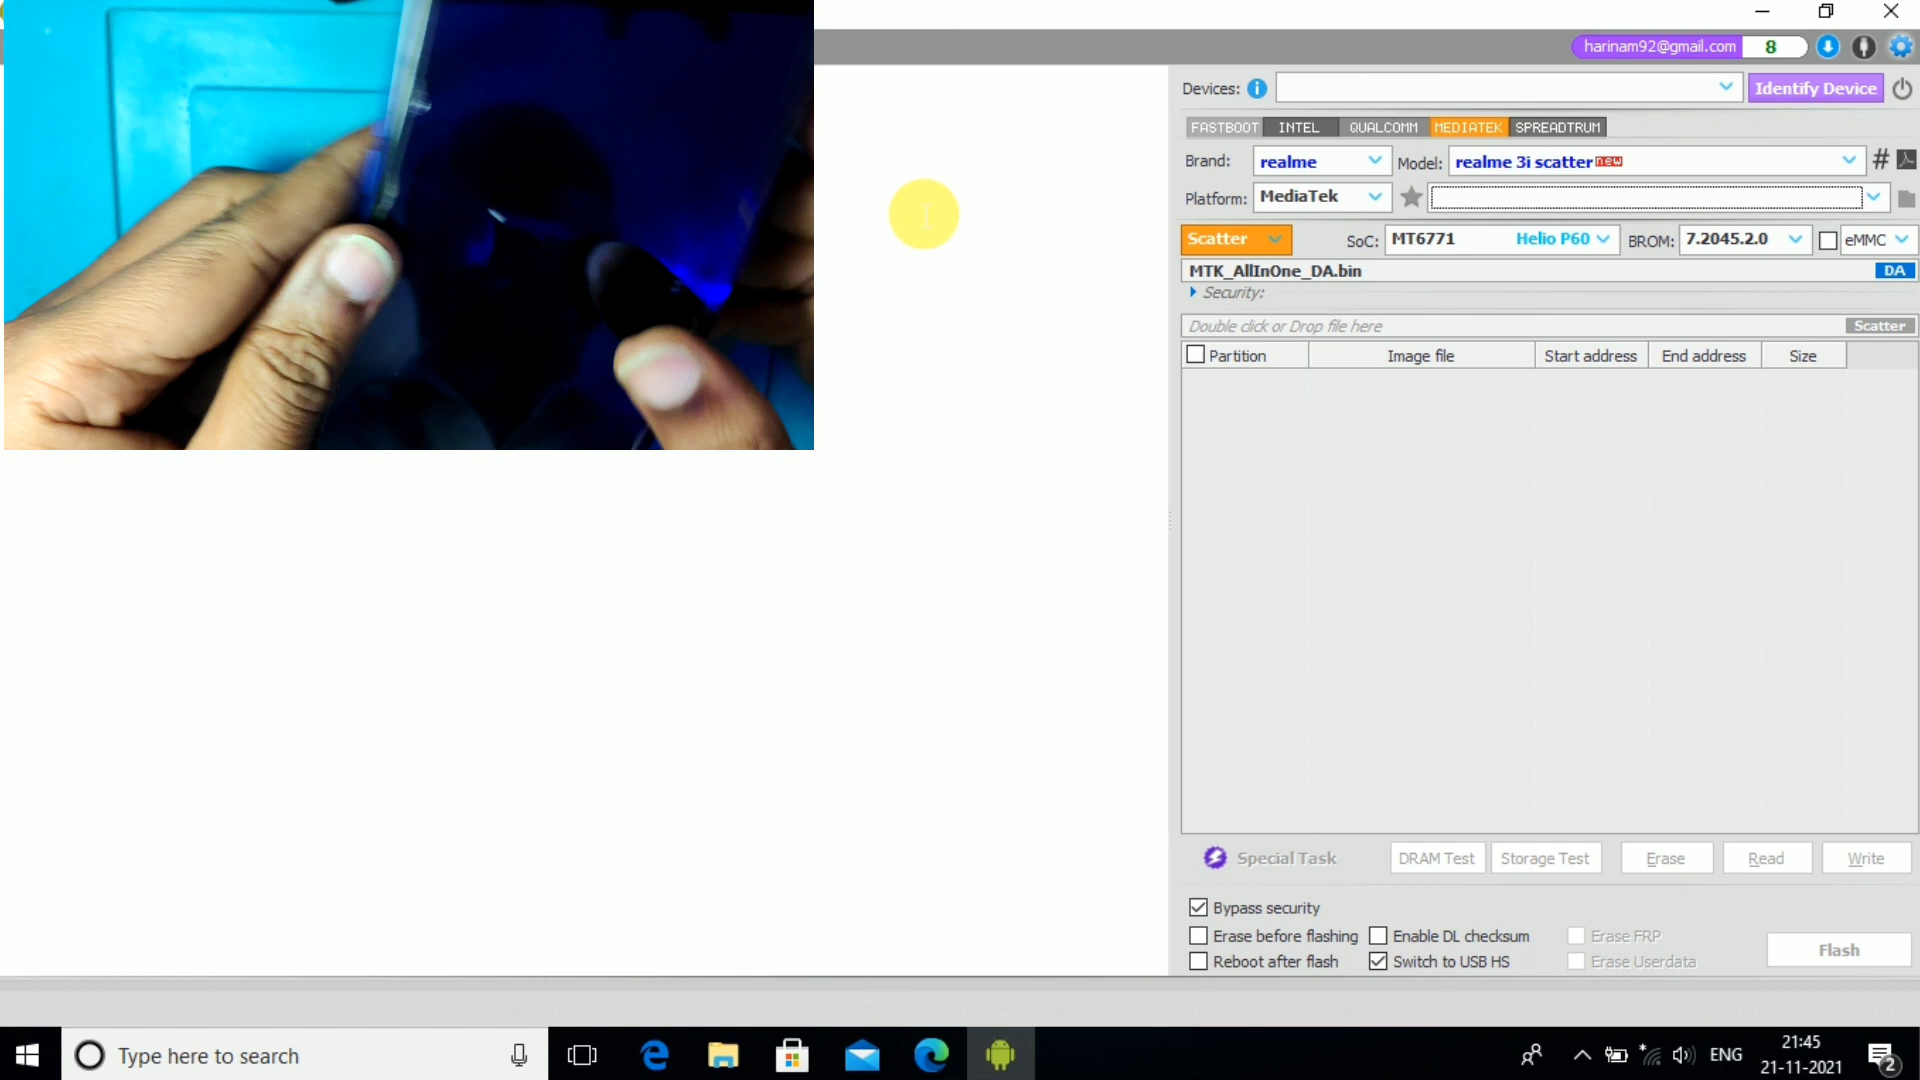 harinam92@gmail.com 8
Devices: Identify Device
FASTBOOT INTEL QUALCOMM MEDIATEK SPREADTRUM
Brand: realme Model: realme 3i scatter new
Platform: MediaTek
Scatter SoC: MT6771 Helio P60 BROM: 7.2045.2.0 eMMC
MTK_AllInOne_DA.bin DA
Security:
Double click or Drop file here Scatter
Partition Image file Start address End address Size
Special Task DRAM Test Storage Test Erase Read Write
Bypass security
Erase before flashing Enable DL checksum Erase FRP
Reboot after flash Switch to USB HS Erase Userdata
Flash
Type here to search
ENG
21:45
21-11-2021
2